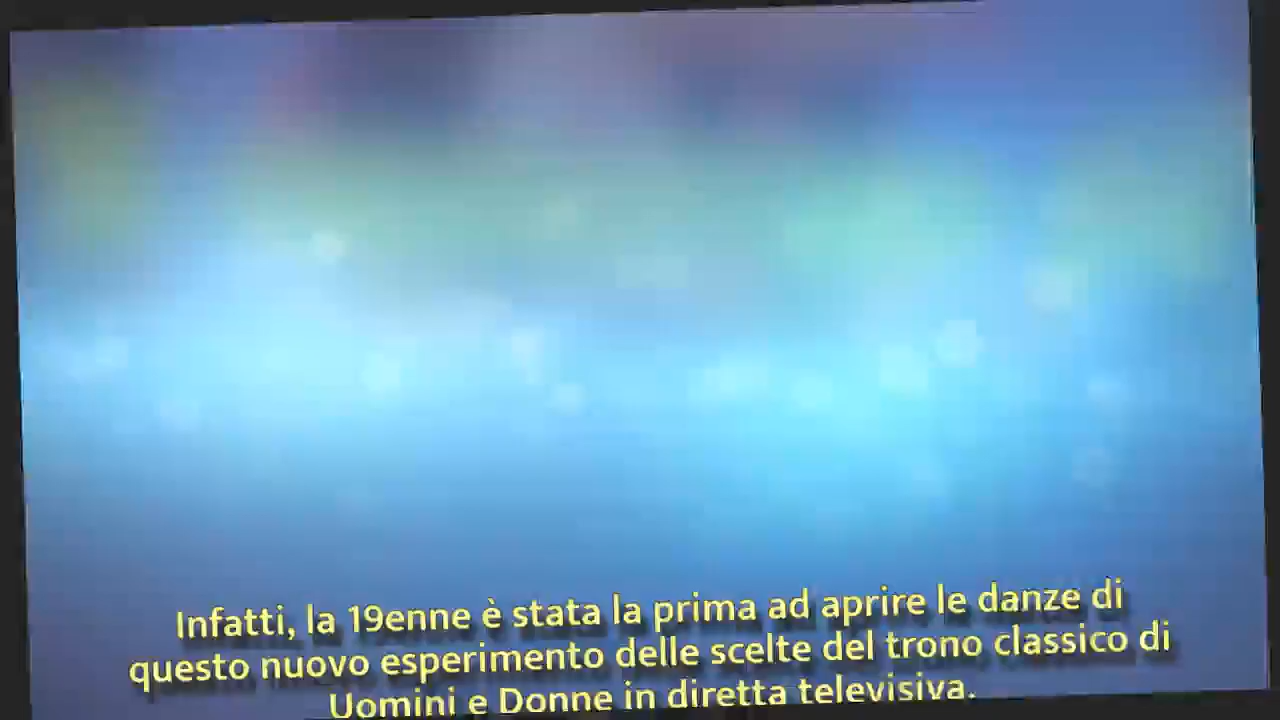 Infatti, la 19enne è stata la prima ad aprire le danze di
questo nuovo esperimento delle scelte del trono classico di
Uomini e Donne in diretta televisiva.